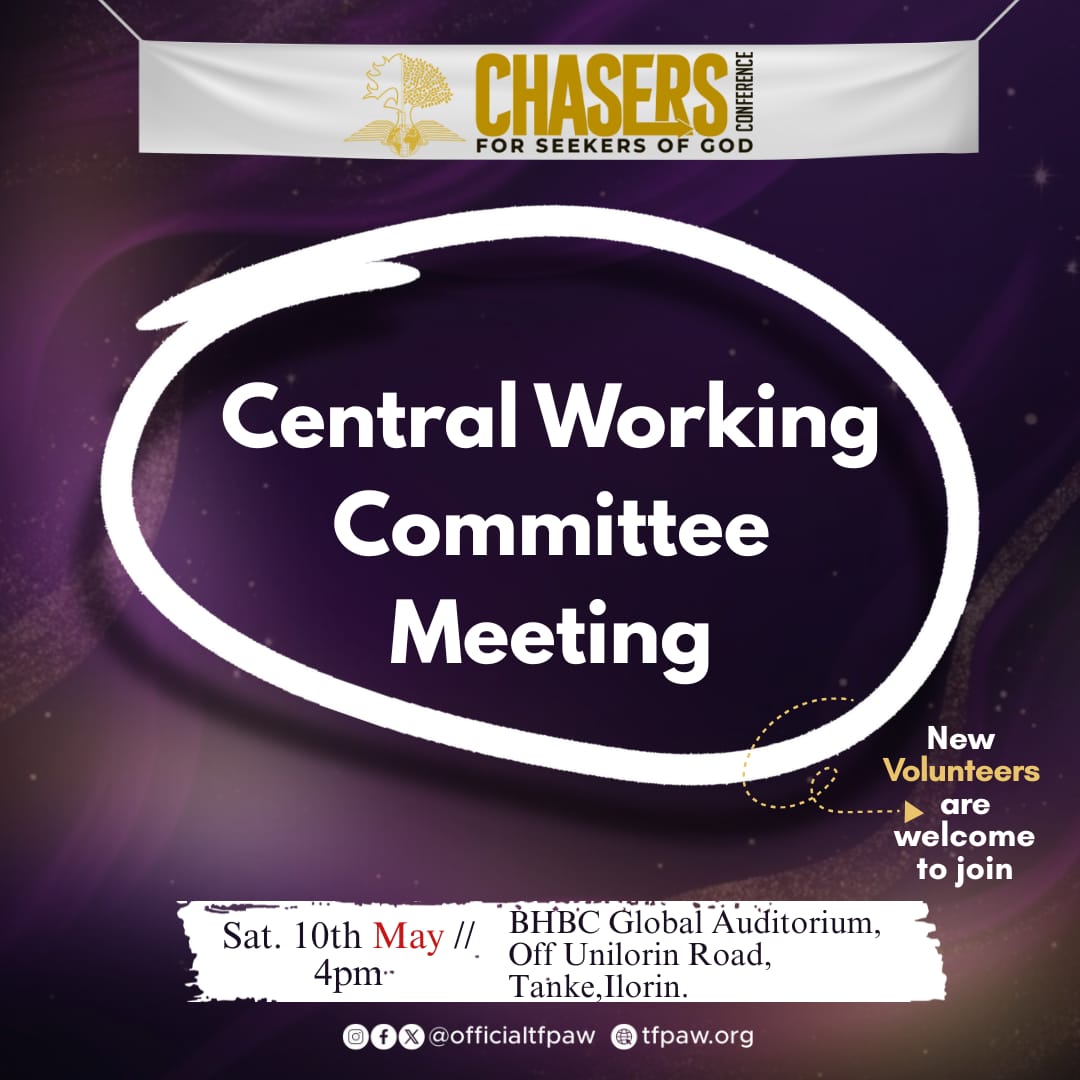 CHASERS
CONFERENCE
FOR SEEKERS OF GOD
Central Working
Committee
Meeting
New
Volunteers
are
welcome
to join
Sat. 10th May //
4pm
BHBC Global Auditorium,
Off Unilorin Road,
Tanke,Ilorin.
@officialtfpaw tfpaw.org